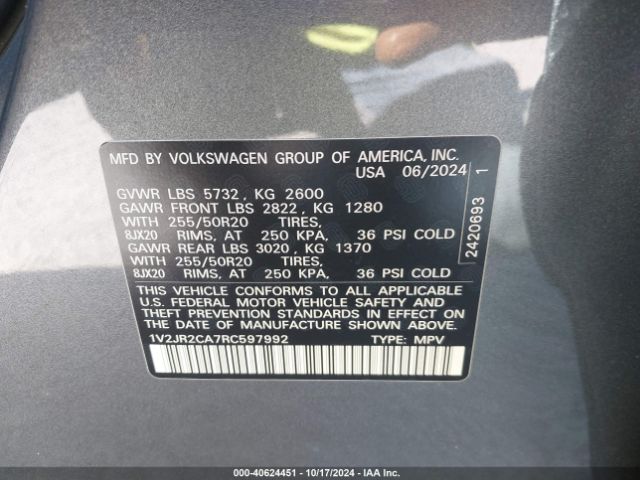 MFD BY VOLKSWAGEN GROUP OF AMERICA, INC.
USA 06/2024
GVWR LBS 5732, KG 2600
GAWR FRONT LBS 2822, KG 1280
WITH 255/50R20 TIRES,
8JX20 RIMS, AT 250 KPA, 36 PSI COLD
GAWR REAR LBS 3020, KG 1370
WITH 255/50R20 TIRES,
8JX20 RIMS, AT 250 KPA, 36 PSI COLD
THIS VEHICLE CONFORMS TO ALL APPLICABLE
U.S. FEDERAL MOTOR VEHICLE SAFETY AND
THEFT PREVENTION STANDARDS IN EFFECT ON
THE DATE OF MANUFACTURE SHOWN ABOVE.
1V2JR2CA7RC597992 TYPE: MPV
2420693 1
00-40624451 | 10/17/2024 | IAAI.COM